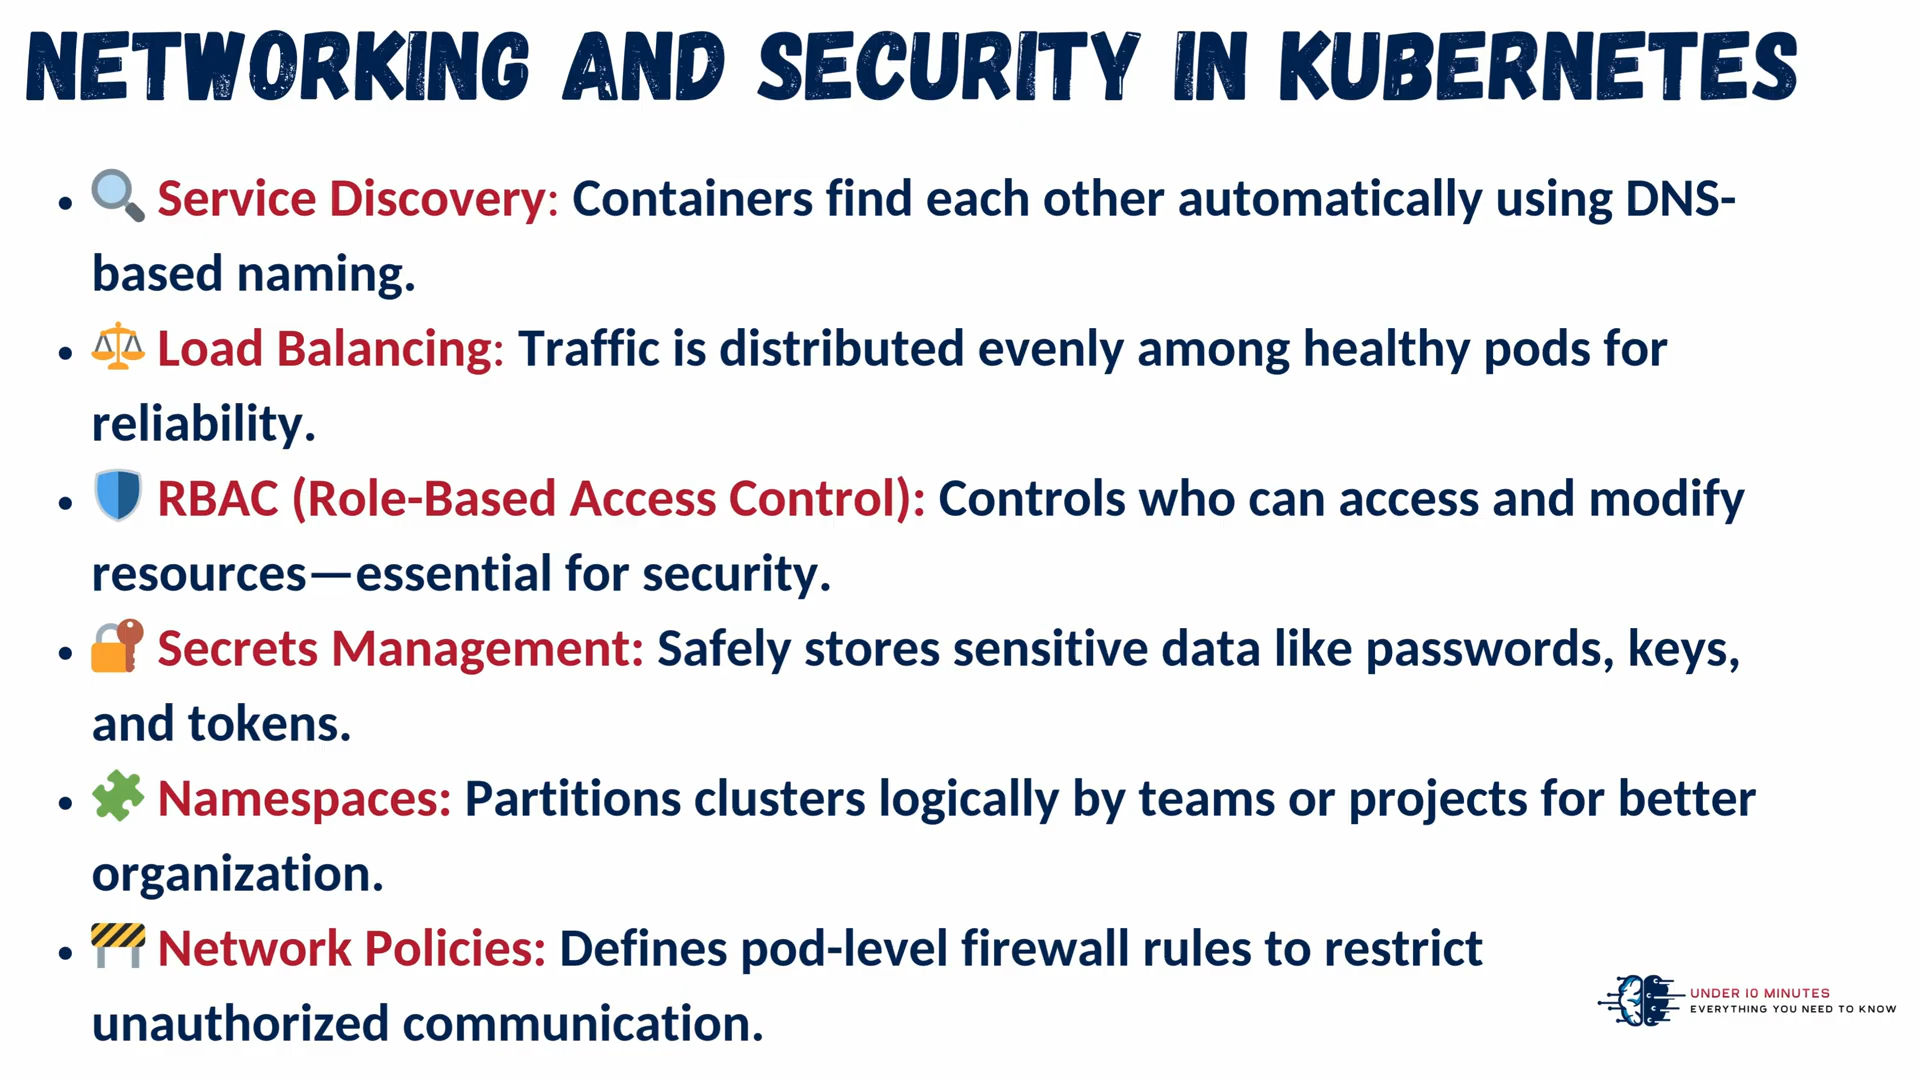 NETWORKING AND SECURITY IN KUBERNETES
• 🔍 Service Discovery: Containers find each other automatically using DNS-
based naming.
• ⚖️ Load Balancing: Traffic is distributed evenly among healthy pods for
reliability.
• 🛡️ RBAC (Role-Based Access Control): Controls who can access and modify
resources—essential for security.
• 🔐 Secrets Management: Safely stores sensitive data like passwords, keys,
and tokens.
• 🧩 Namespaces: Partitions clusters logically by teams or projects for better
organization.
• 🚧 Network Policies: Defines pod-level firewall rules to restrict
unauthorized communication.
UNDER 10 MINUTES
EVERYTHING YOU NEED TO KNOW